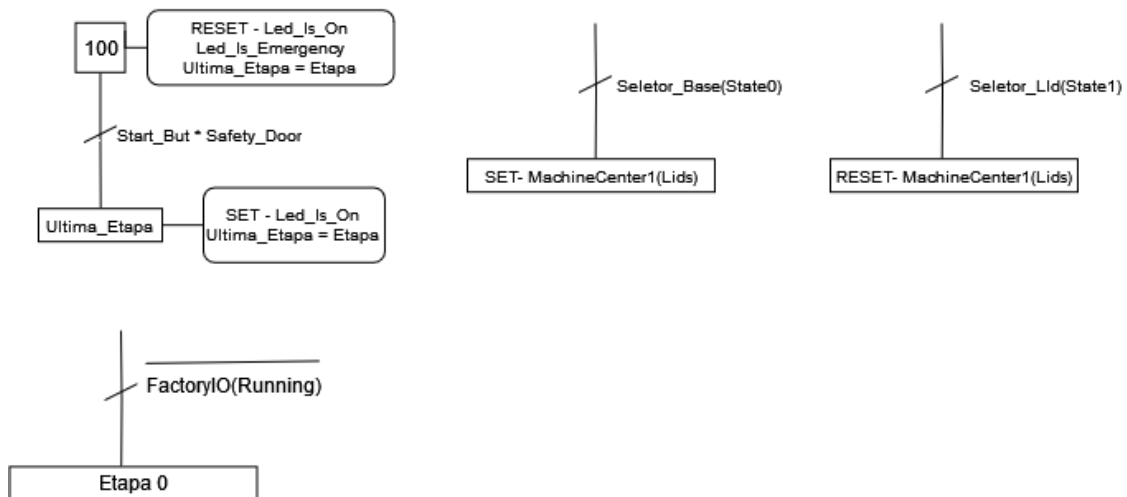 100
RESET - Led_Is_On
Led_Is_Emergency
Ultima_Etapa = Etapa
Start_But * Safety_Door
Ultima_Etapa
SET - Led_Is_On
Ultima_Etapa = Etapa
Seletor_Base(State0)
SET- MachineCenter1(Lids)
Seletor_LId(State1)
RESET- MachineCenter1(Lids)
FactoryIO(Running)
Etapa 0